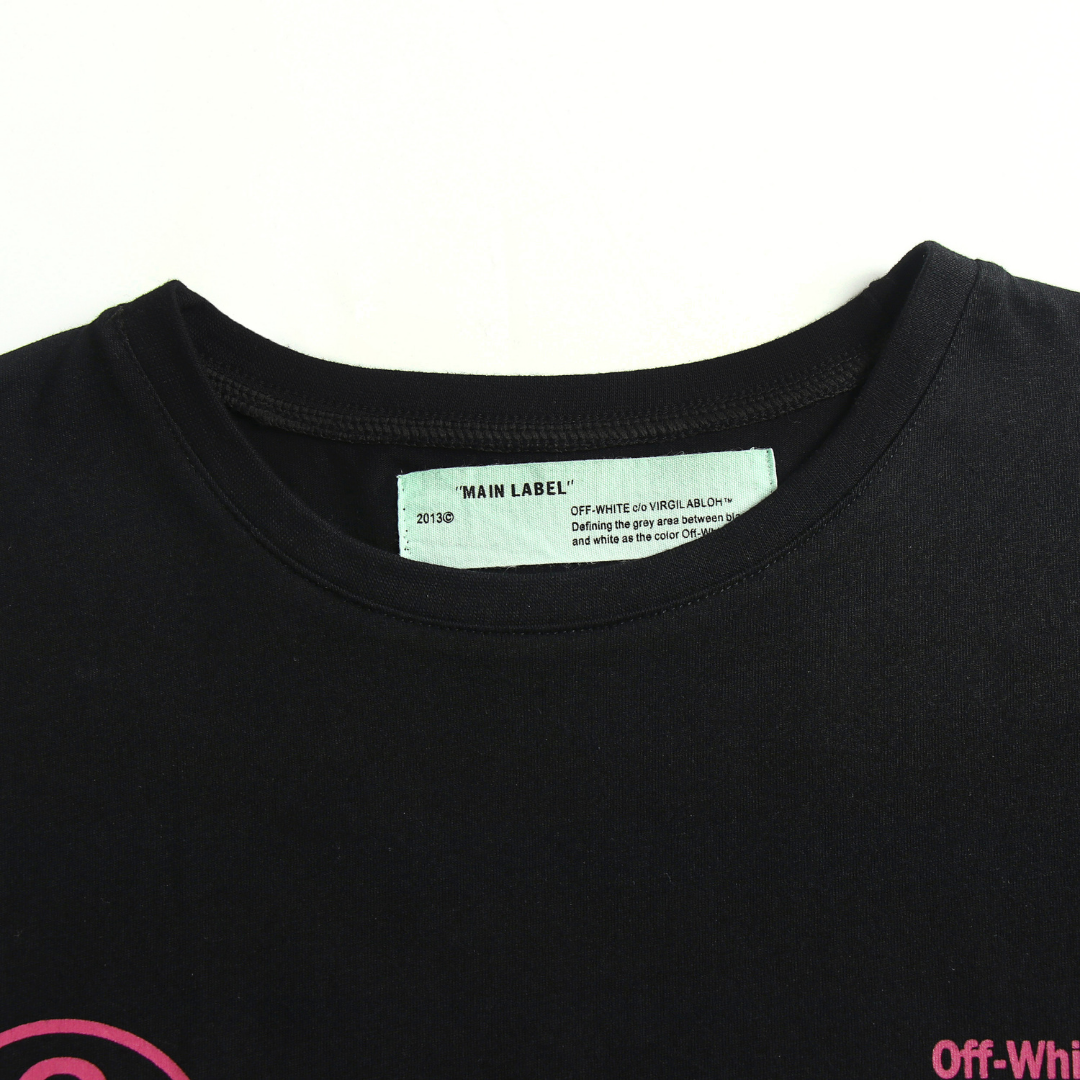 "MAIN LABEL"
2013©
OFF-WHITE c/o VIRGIL ABLOH™
Defining the grey area between
and white as the color